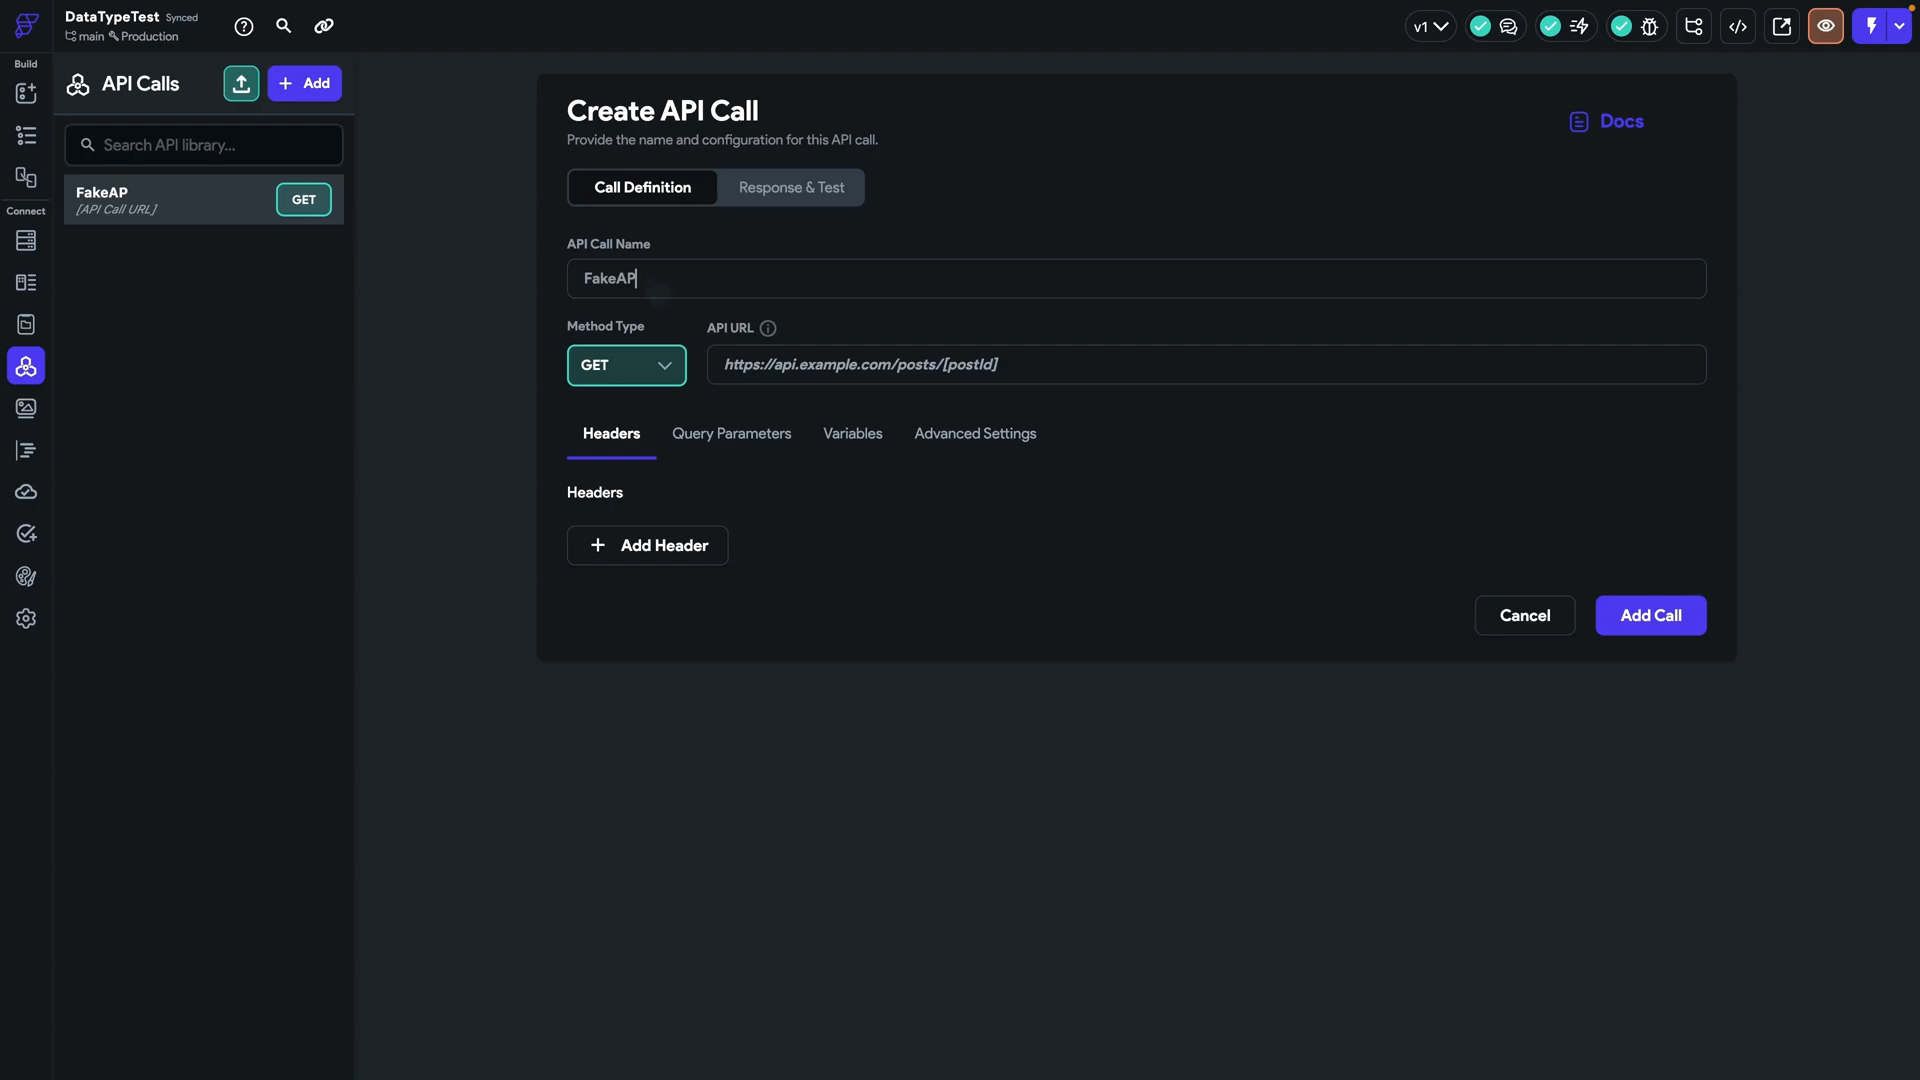 DataTypeTest Synced
main Production
v1
Build
API Calls
Add
Search API library...
Connect
FakeAP
[API Call URL]
GET
Create API Call
Provide the name and configuration for this API call.
Docs
Call Definition
Response & Test
API Call Name
FakeAP
Method Type
API URL
GET
https://api.example.com/posts/[postId]
Headers
Query Parameters
Variables
Advanced Settings
Headers
Add Header
Cancel
Add Call